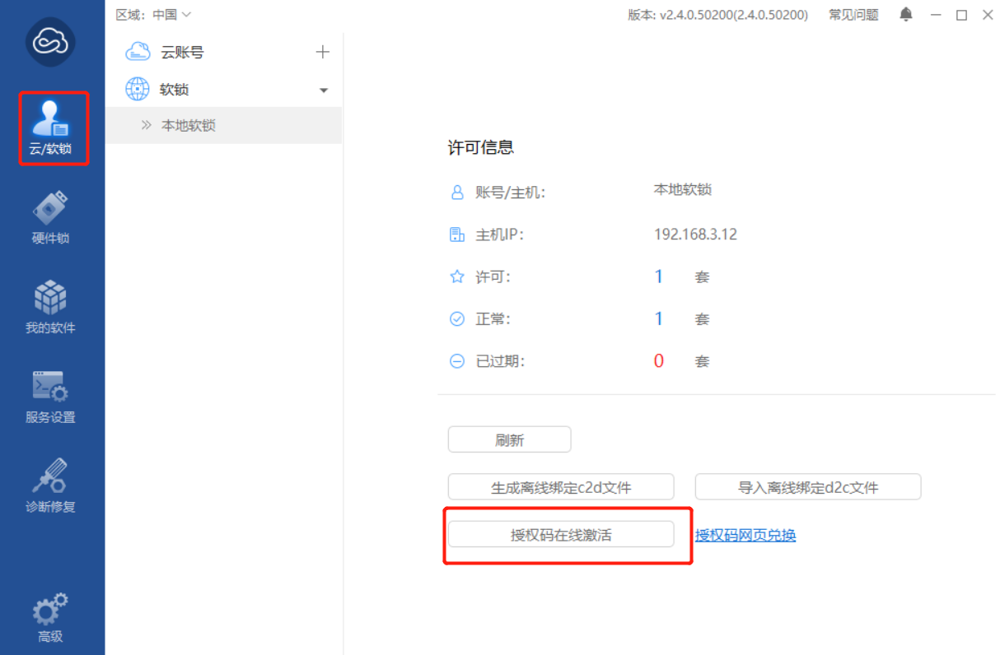 区域: 中国
版本: v2.4.0.50200(2.4.0.50200)
常见问题
云/软锁
硬件锁
我的软件
服务设置
诊断修复
高级
云账号
软锁
本地软锁
许可信息
账号/主机: 本地软锁
主机IP: 192.168.3.12
许可: 1 套
正常: 1 套
已过期: 0 套
刷新
生成离线绑定c2d文件 导入离线绑定d2c文件
授权码在线激活 授权码网页兑换